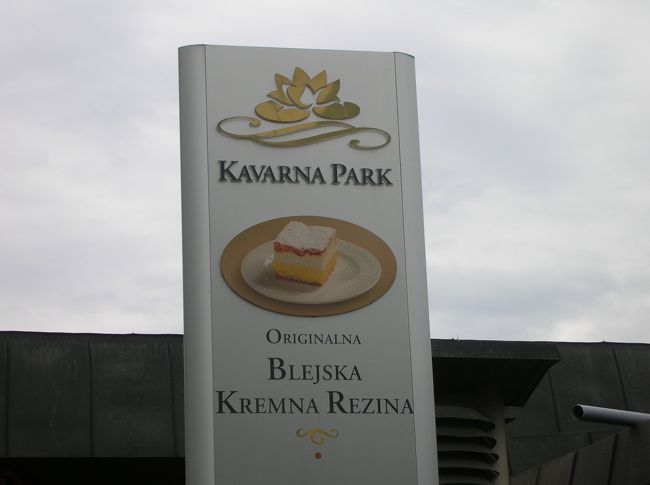 KAVARNA PARK
ORIGINALNA
BLEJSKA
KREMNA REZINA